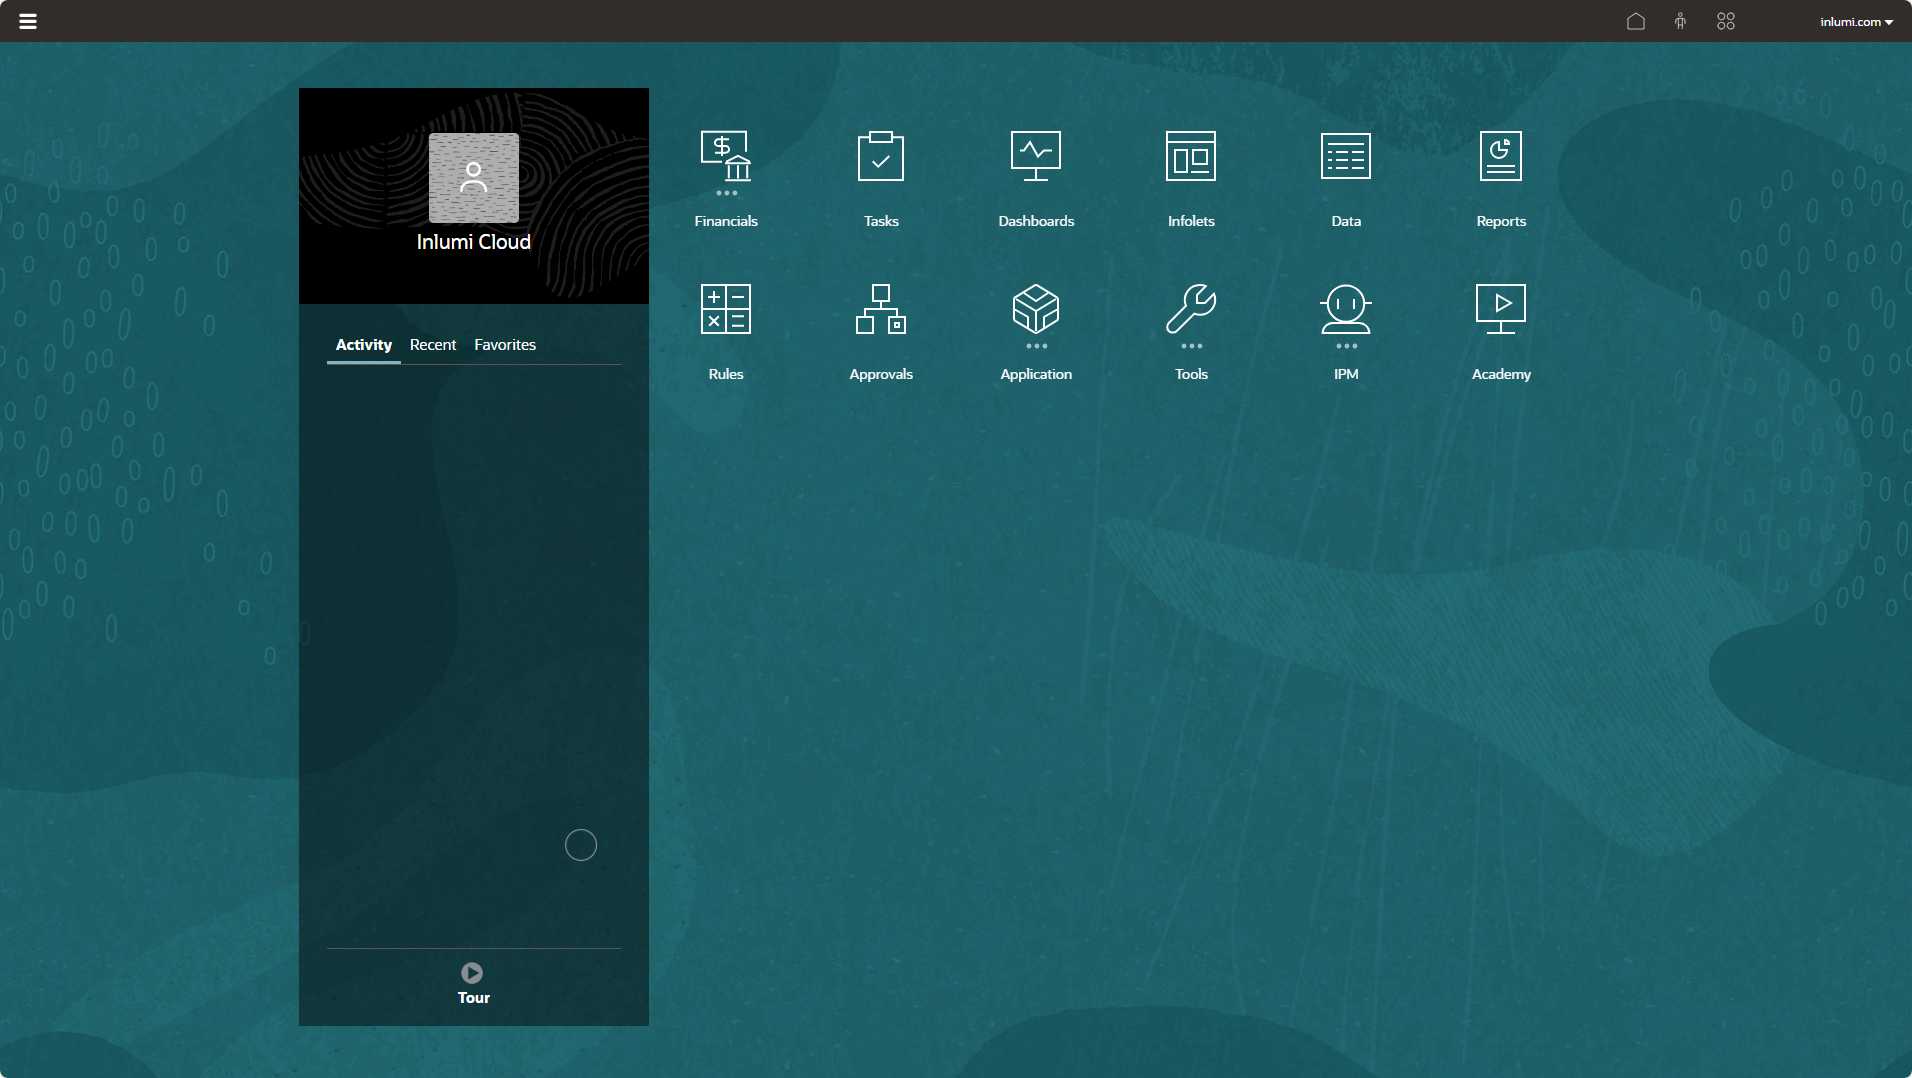 inlumi.com
Inlumi Cloud
Activity Recent Favorites
Tour
Financials Tasks Dashboards Infolets Data Reports
Rules Approvals Application Tools IPM Academy